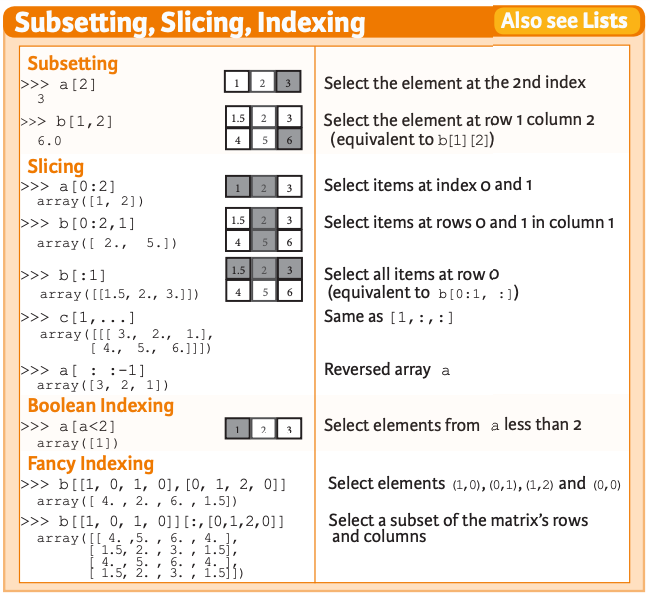 Subsetting, Slicing, Indexing
Also see Lists
Subsetting
>>> a[2]
3
1 2 3
Select the element at the 2nd index
>>> b[1,2]
6.0
1.5 2 3
4 5 6
Select the element at row 1 column 2
(equivalent to b[1][2])
Slicing
>>> a[0:2]
array([1, 2])
1 2 3
Select items at index 0 and 1
>>> b[0:2,1]
array([ 2., 5.])
1.5 2 3
4 5 6
Select items at rows 0 and 1 in column 1
>>> b[:1]
array([[1.5, 2., 3.]])
1.5 2 3
4 5 6
Select all items at row 0
(equivalent to b[0:1, :])
>>> c[1,...]
array([[[ 3., 2., 1.],
[ 4., 5., 6.]]])
Same as [1,:,:]
>>> a[ : :-1]
array([3, 2, 1])
Reversed array a
Boolean Indexing
>>> a[a<2]
array([1])
1 2 3
Select elements from a less than 2
Fancy Indexing
>>> b[[1, 0, 1, 0],[0, 1, 2, 0]]
array([ 4. , 2. , 6. , 1.5])
Select elements (1,0),(0,1),(1,2) and (0,0)
>>> b[[1, 0, 1, 0]][:,[0,1,2,0]]
array([[ 4. ,5. , 6. , 4. ],
[ 1.5, 2. , 3. , 1.5],
[ 4. , 5. , 6. , 4. ],
[ 1.5, 2. , 3. , 1.5]])
Select a subset of the matrix's rows
and columns